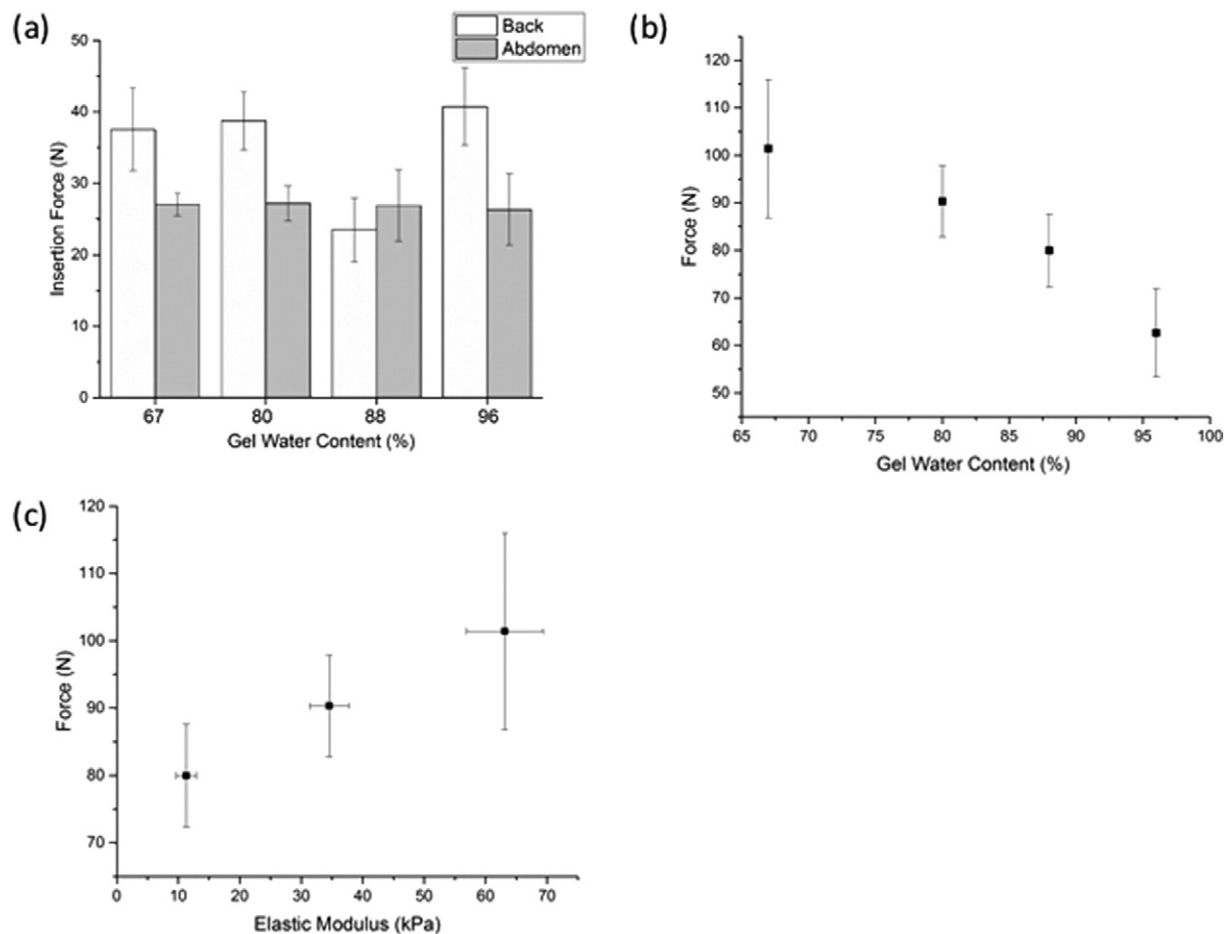 (a)
Back
Abdomen
50
40
30
20
10
0
Insertion Force (N)
67 80 88 96
Gel Water Content (%)
(b)
120
110
100
90
80
70
60
50
Force (N)
65 70 75 80 85 90 95 100
Gel Water Content (%)
(c)
120
110
100
90
80
70
Force (N)
0 10 20 30 40 50 60 70
Elastic Modulus (kPa)